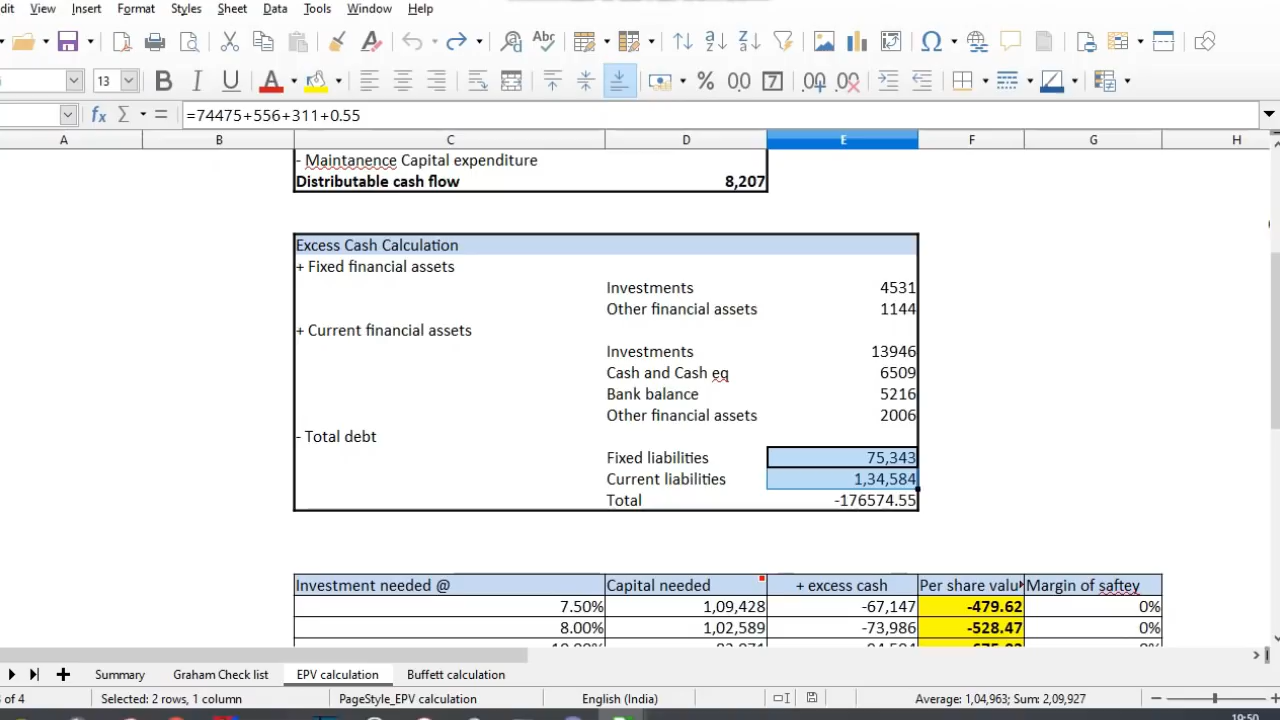 dit View Insert Format Styles Sheet Data Tools Window Help
13
=74475+556+311+0.55
A B C D E F G H
- Maintanence Capital expenditure
Distributable cash flow 8,207
Excess Cash Calculation
+ Fixed financial assets
Investments 4531
Other financial assets 1144
+ Current financial assets
Investments 13946
Cash and Cash eq 6509
Bank balance 5216
Other financial assets 2006
- Total debt
Fixed liabilities 75,343
Current liabilities 1,34,584
Total -176574.55
Investment needed @ Capital needed + excess cash Per share valu Margin of saftey
7.50% 1,09,428 -67,147 -479.62 0%
8.00% 1,02,589 -73,986 -528.47 0%
Summary Graham Check list EPV calculation Buffett calculation
of 4 Selected: 2 rows, 1 column PageStyle_EPV calculation English (India) Average: 1,04,963; Sum: 2,09,927
19:50